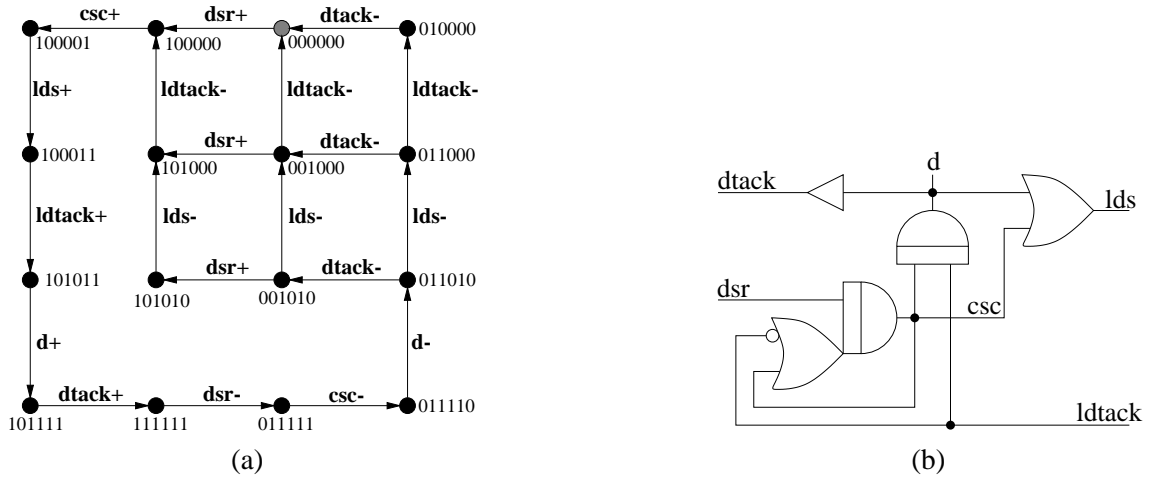 csc+ dsr+ dtack-
100001 100000 000000 010000
lds+ ldtack- ldtack- ldtack-
dsr+ dtack-
100011 101000 001000 011000
ldtack+ lds- lds- lds-
dsr+ dtack-
101011 101010 001010 011010
d+ d-
dtack+ dsr- csc-
101111 111111 011111 011110
(a)
d
dtack
lds
dsr
csc
ldtack
(b)